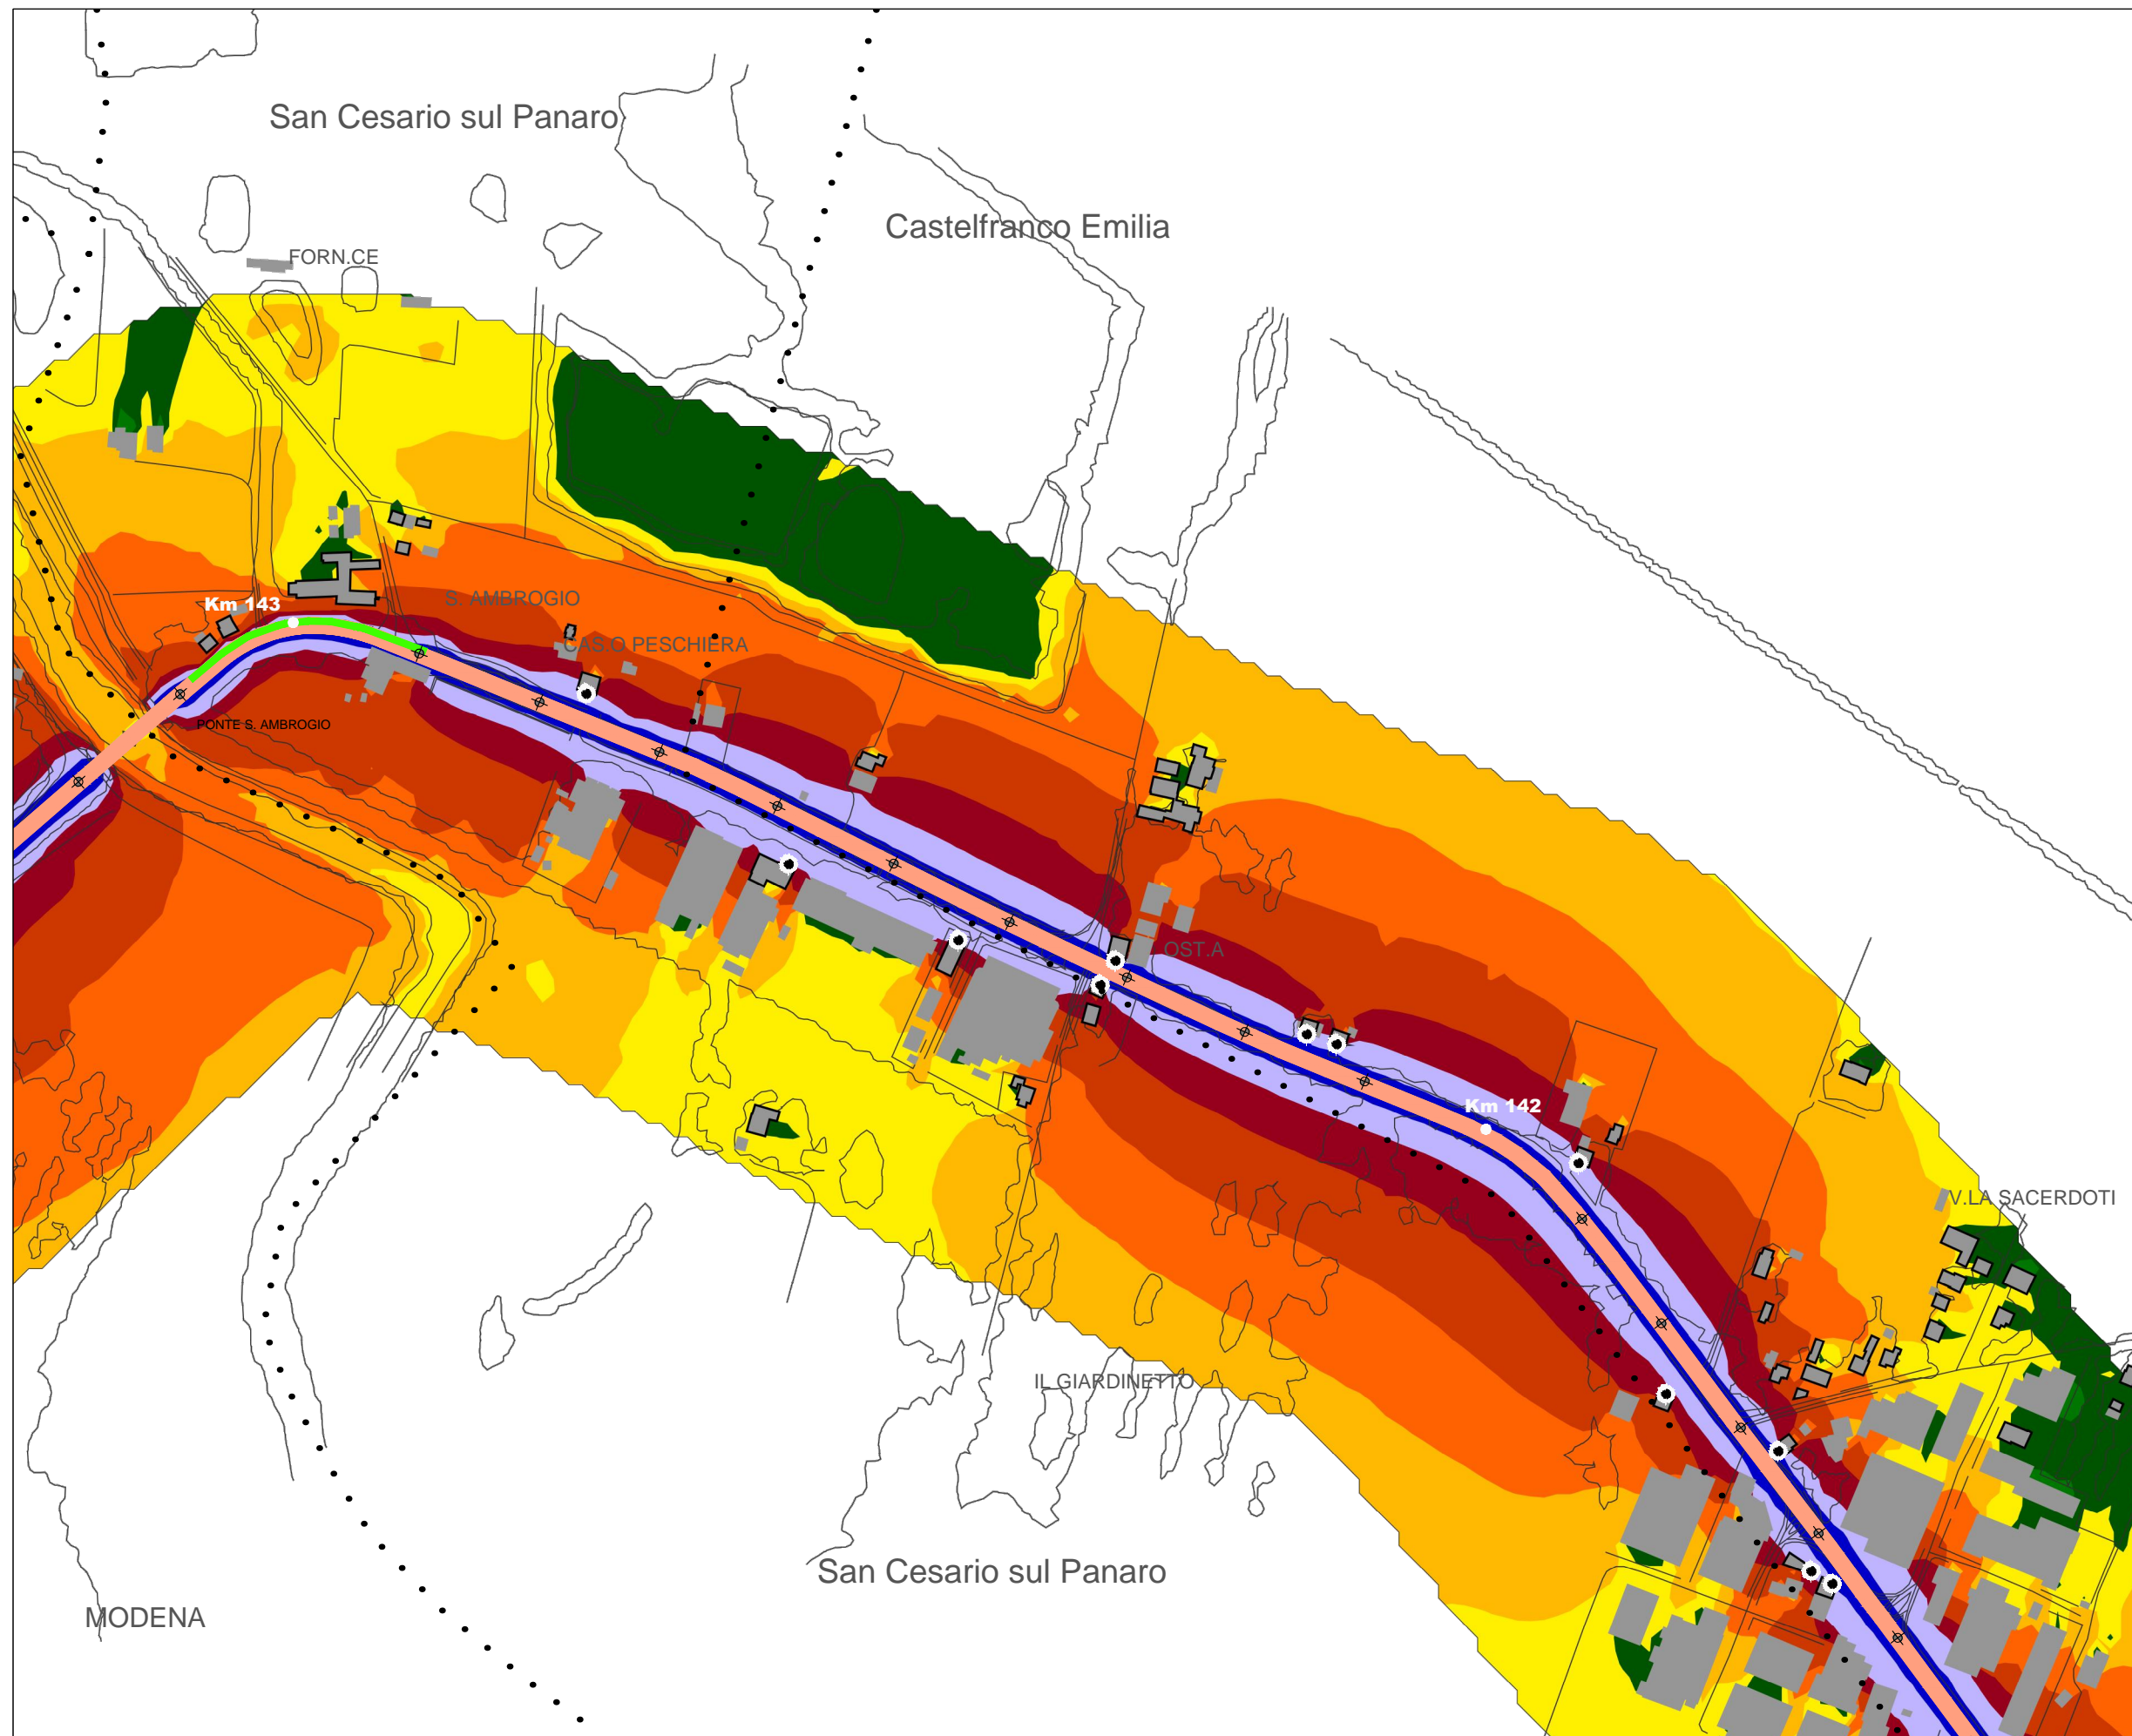 San Cesario sul Panaro
Castelfranco Emilia
FORN.CE
S. AMBROGIO
Km 143
CAS.O PESCHIERA
PONTE S. AMBROGIO
OST.A
Km 142
V.LA SACERDOTI
IL GIARDINETTO
San Cesario sul Panaro
MODENA